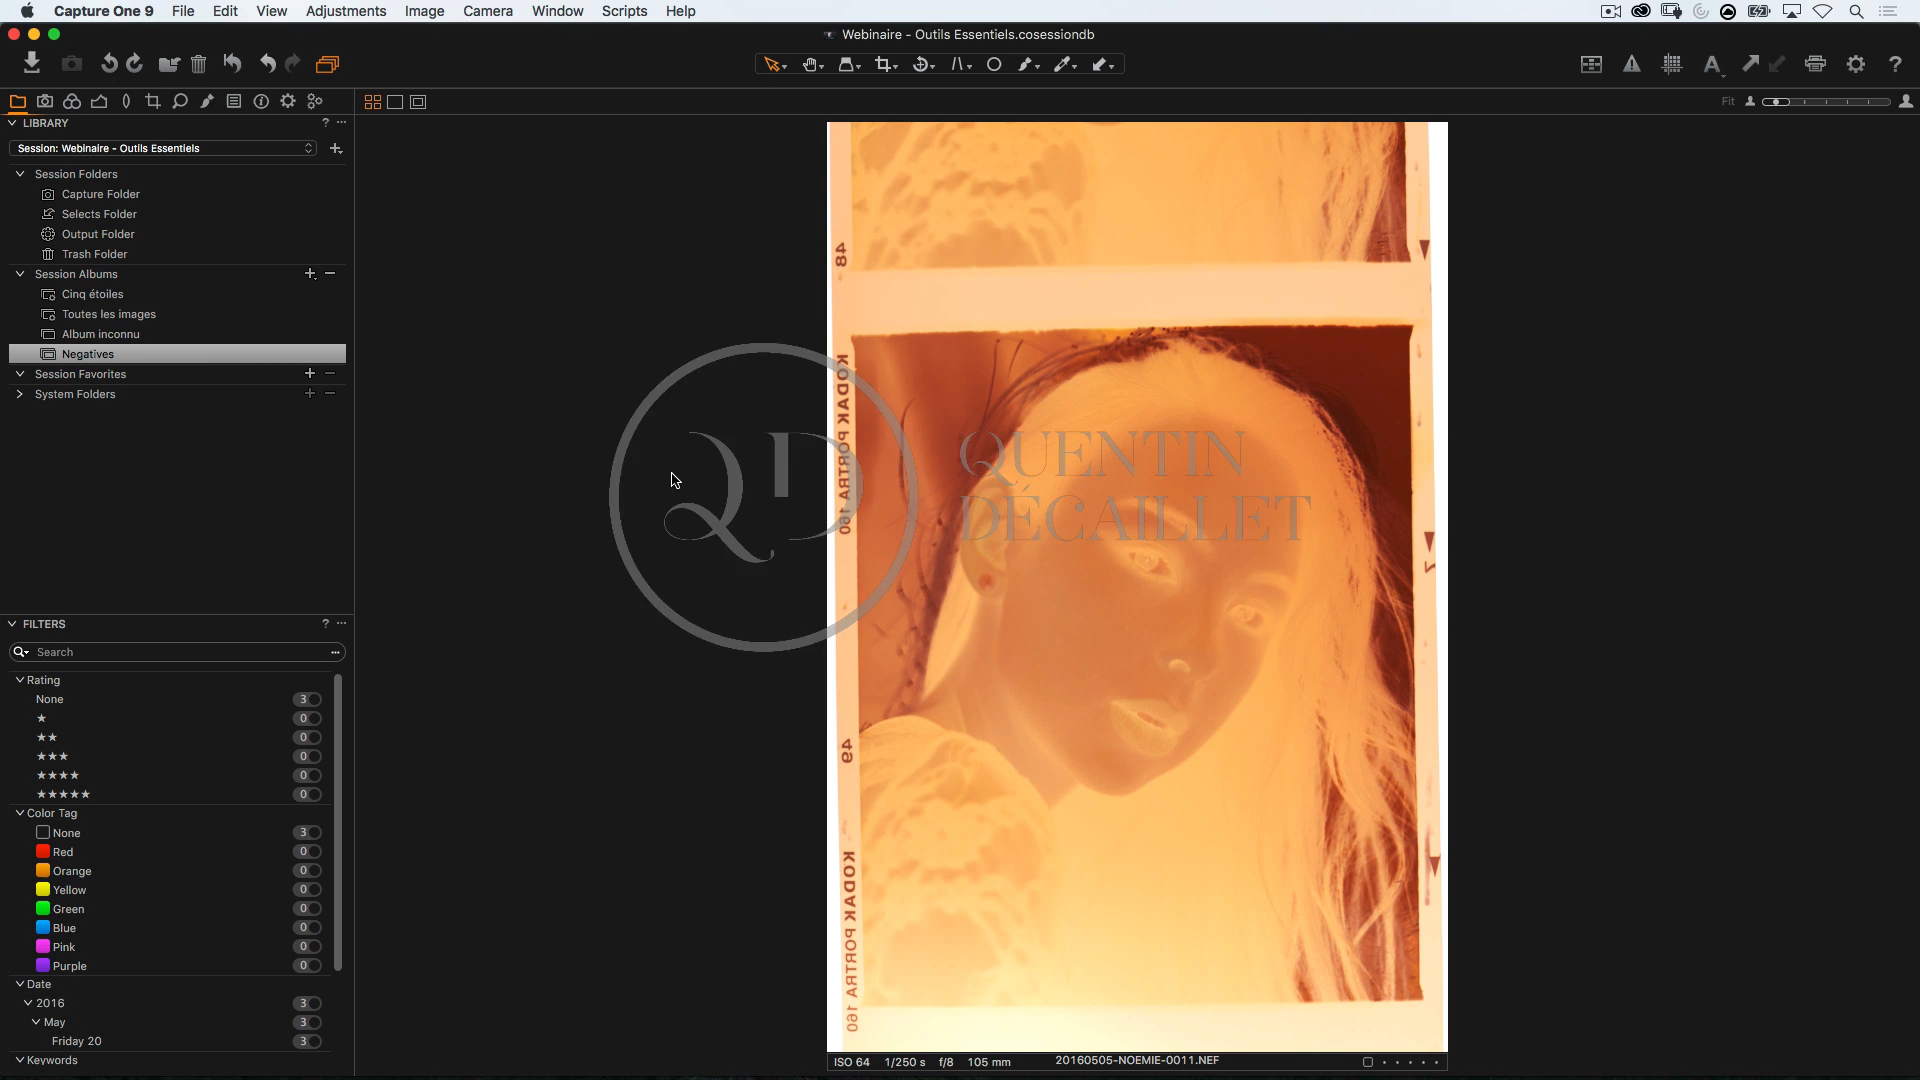 Capture One 9 File Edit View Adjustments Image Camera Window Scripts Help
Webinaire - Outils Essentiels.cosessiondb
Fit
LIBRARY
Session: Webinaire - Outils Essentiels
Session Folders
Capture Folder
Selects Folder
Output Folder
Trash Folder
Session Albums
Cinq étoiles
Toutes les images
Album inconnu
Negatives
Session Favorites
System Folders
FILTERS
Search
Rating
None 3
★ 0
★★ 0
★★★ 0
★★★★ 0
★★★★★ 0
Color Tag
None 3
Red 0
Orange 0
Yellow 0
Green 0
Blue 0
Pink 0
Purple 0
Date
2016 3
May 3
Friday 20 3
Keywords
48
KODAK PORTRA 160
49
KODAK PORTRA 160
QD
QUENTIN
DÉCAILLET
ISO 64 1/250 s f/8 105 mm 20160505-NOEMIE-0011.NEF